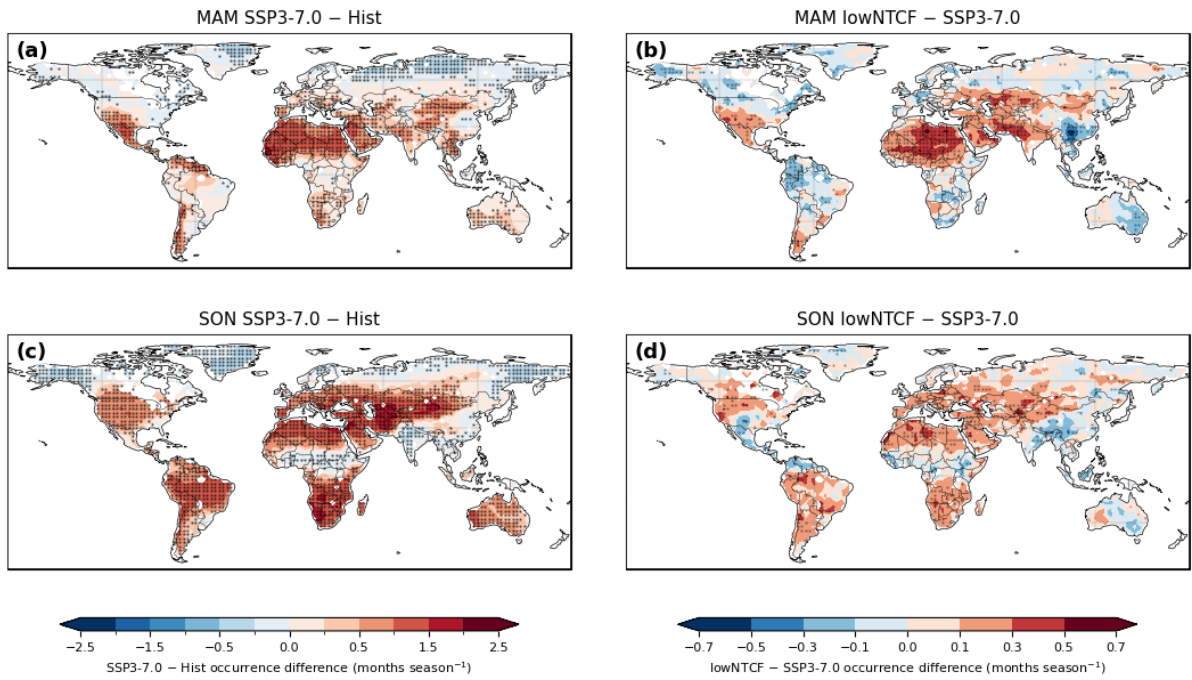 MAM SSP3-7.0 − Hist
MAM lowNTCF − SSP3-7.0
(a)
(b)
SON SSP3-7.0 − Hist
SON lowNTCF − SSP3-7.0
(c)
(d)
−2.5 −1.5 −0.5 0.0 0.5 1.5 2.5
SSP3-7.0 − Hist occurrence difference (months season⁻¹)
−0.7 −0.5 −0.3 −0.1 0.0 0.1 0.3 0.5 0.7
lowNTCF − SSP3-7.0 occurrence difference (months season⁻¹)